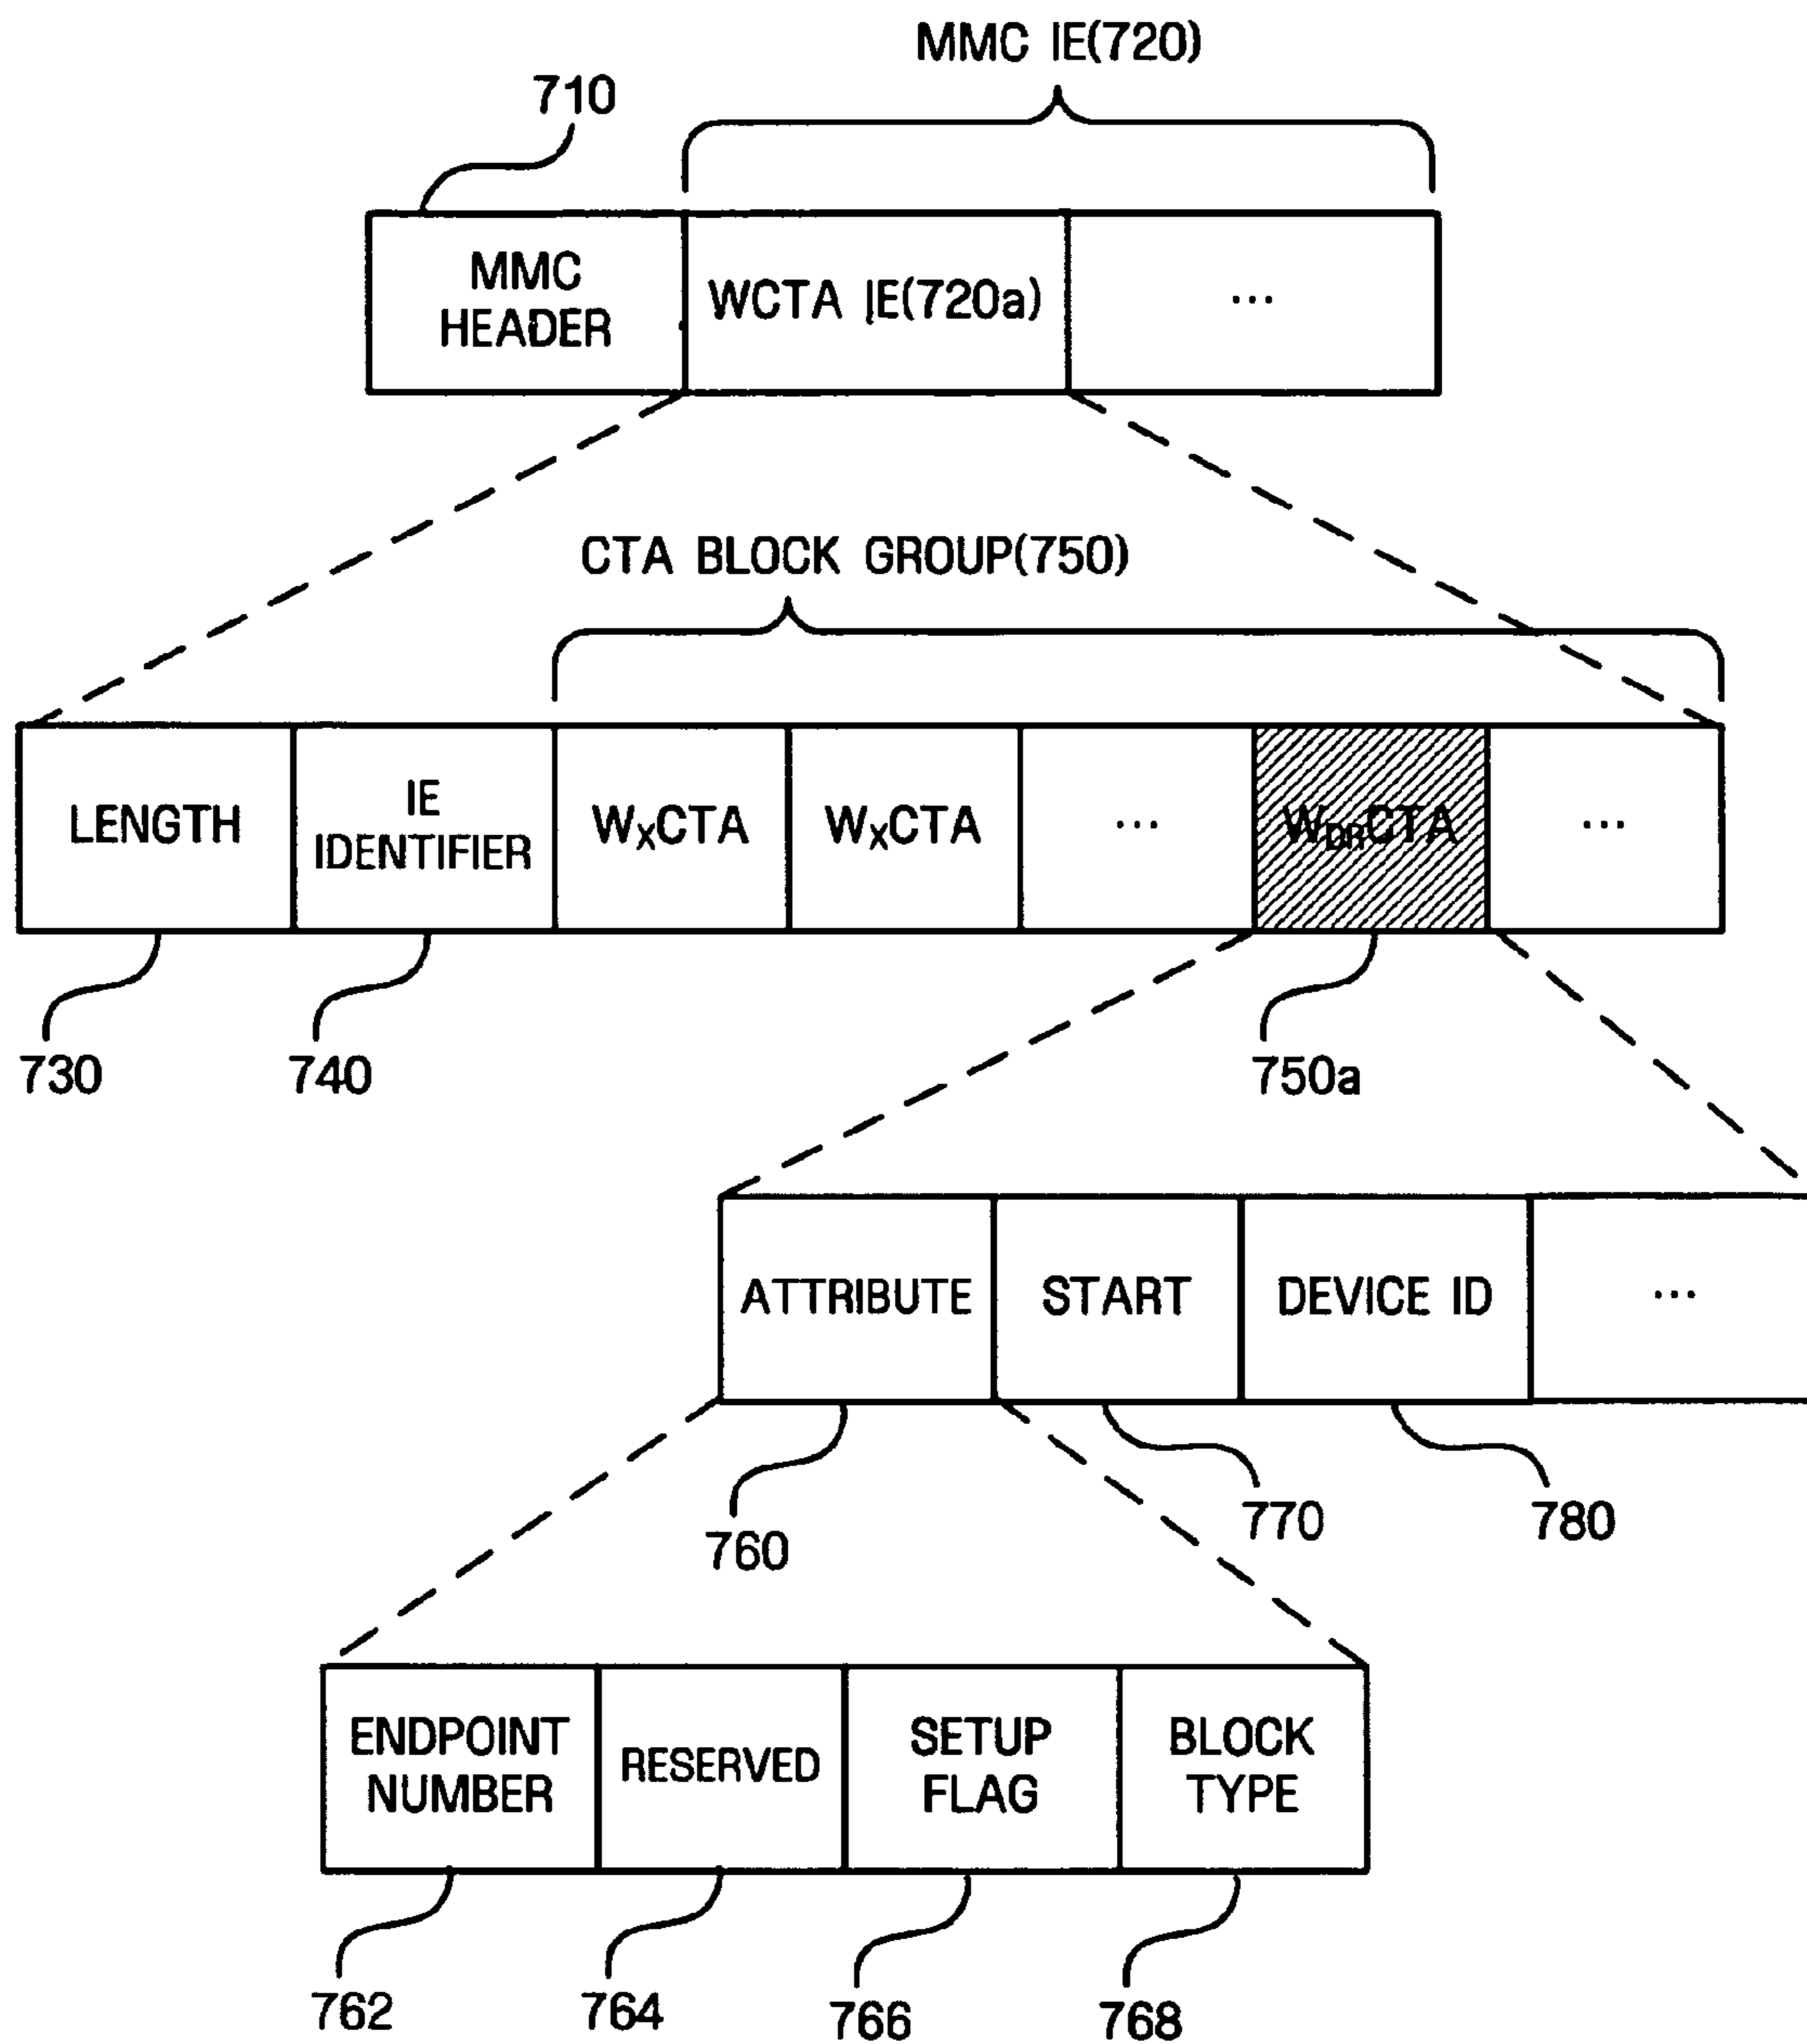 MMC IE(720)
710
MMC
HEADER
WCTA IE(720a)
...
CTA BLOCK GROUP(750)
LENGTH
IE
IDENTIFIER
WXCTA
WXCTA
...
WDRCTA
...
730
740
750a
ATTRIBUTE
START
DEVICE ID
...
760
770
780
ENDPOINT
NUMBER
RESERVED
SETUP
FLAG
BLOCK
TYPE
762
764
766
768